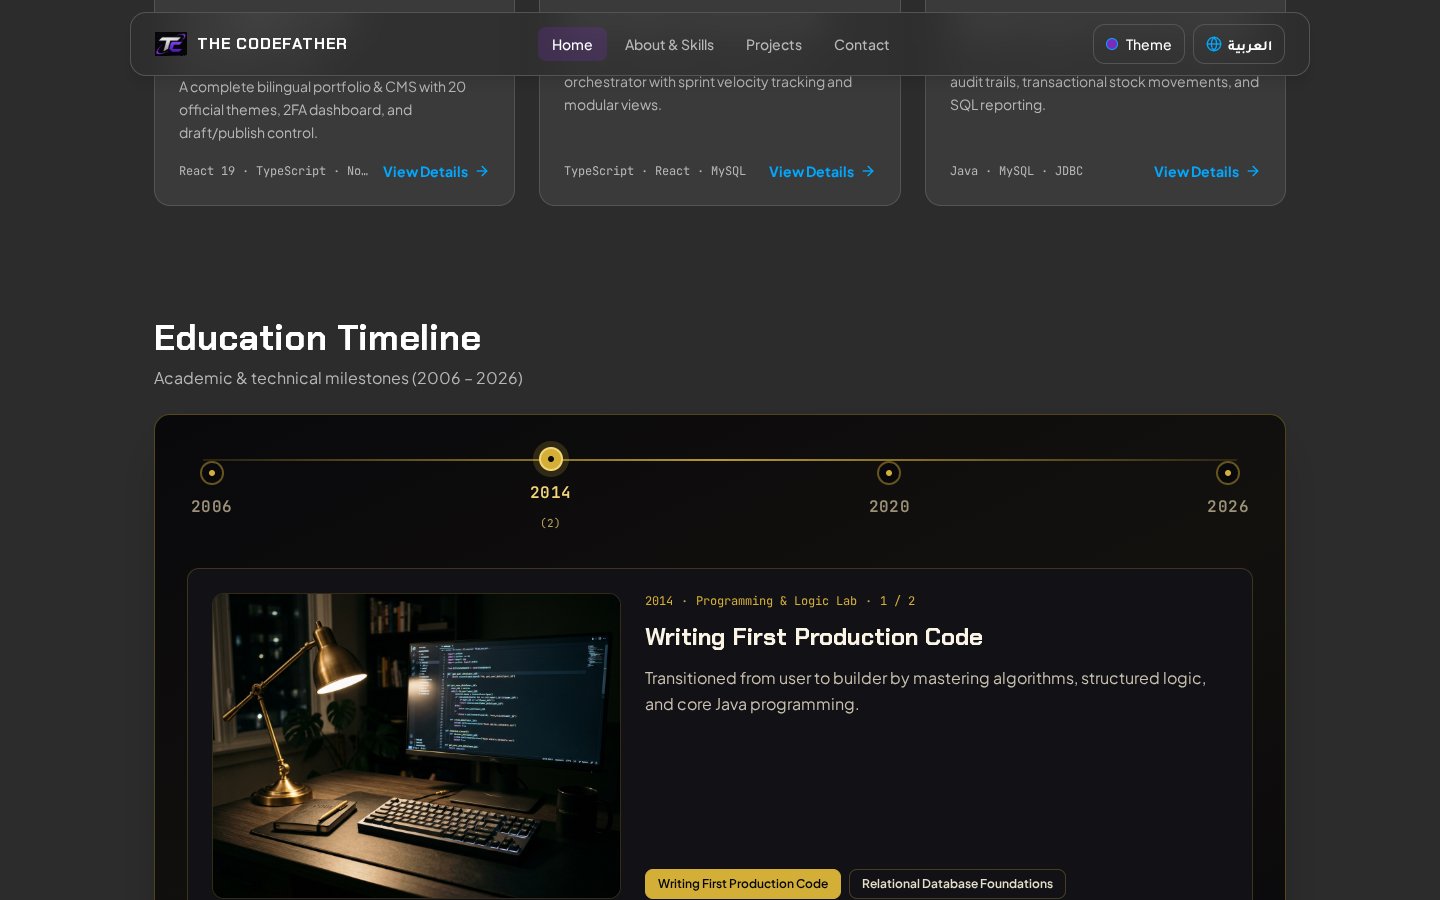 THE CODEFATHER
Home
About & Skills
Projects
Contact
Theme
العربية
A complete bilingual portfolio & CMS with 20
official themes, 2FA dashboard, and
draft/publish control.
React 19 · TypeScript · No…
View Details →
orchestrator with sprint velocity tracking and
modular views.
TypeScript · React · MySQL
View Details →
audit trails, transactional stock movements, and
SQL reporting.
Java · MySQL · JDBC
View Details →
Education Timeline
Academic & technical milestones (2006 – 2026)
2006
2014
(2)
2020
2026
2014 · Programming & Logic Lab · 1 / 2
Writing First Production Code
Transitioned from user to builder by mastering algorithms, structured logic,
and core Java programming.
Writing First Production Code
Relational Database Foundations